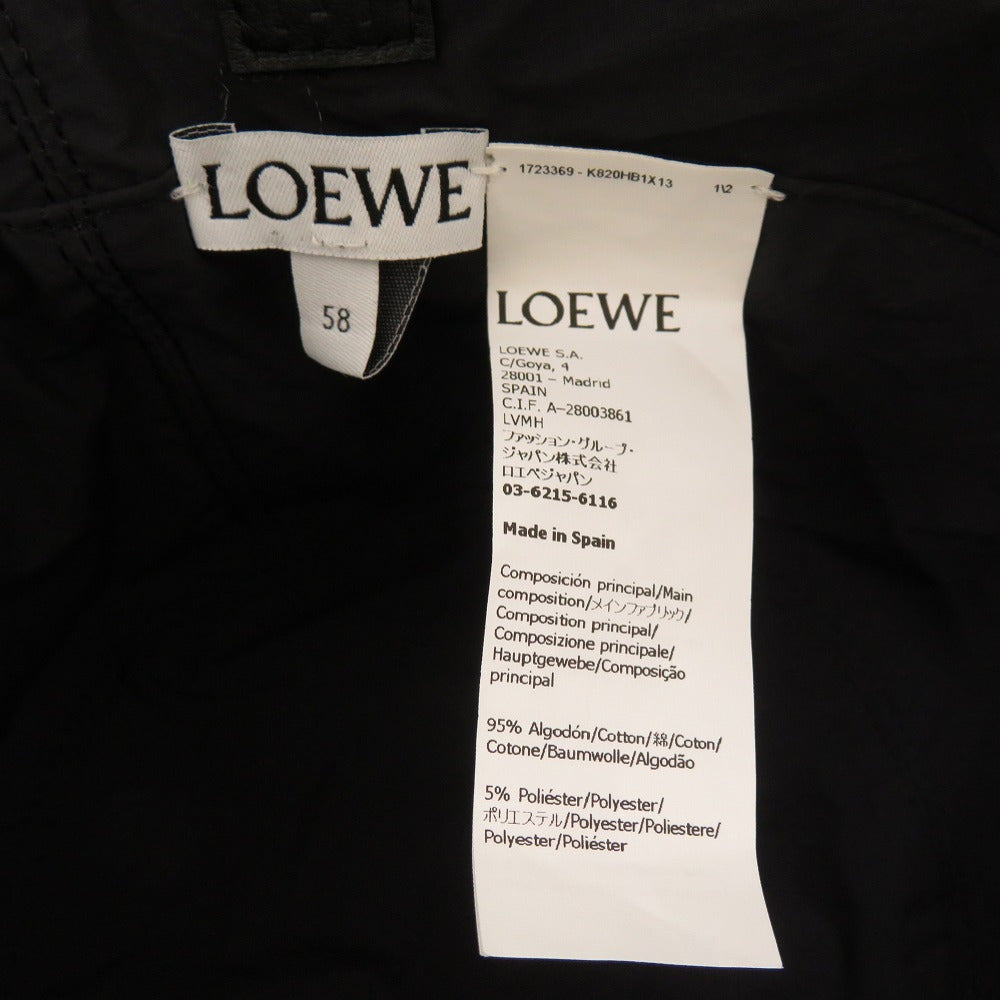 LOEWE
58
1723369 - K820HB1X13 1\2
LOEWE
LOEWE S.A.
C/Goya, 4
28001 – Madrid
SPAIN
C.I.F. A-28003861
LVMH
ファッション・グループ・
ジャパン株式会社
ロエベジャパン
03-6215-6116
Made in Spain
Composición principal/Main
composition/メインファブリック/
Composition principal/
Composizione principale/
Hauptgewebe/Composição
principal
95% Algodón/Cotton/綿/Coton/
Cotone/Baumwolle/Algodão
5% Poliéster/Polyester/
ポリエステル/Polyester/Poliestere/
Polyester/Poliéster